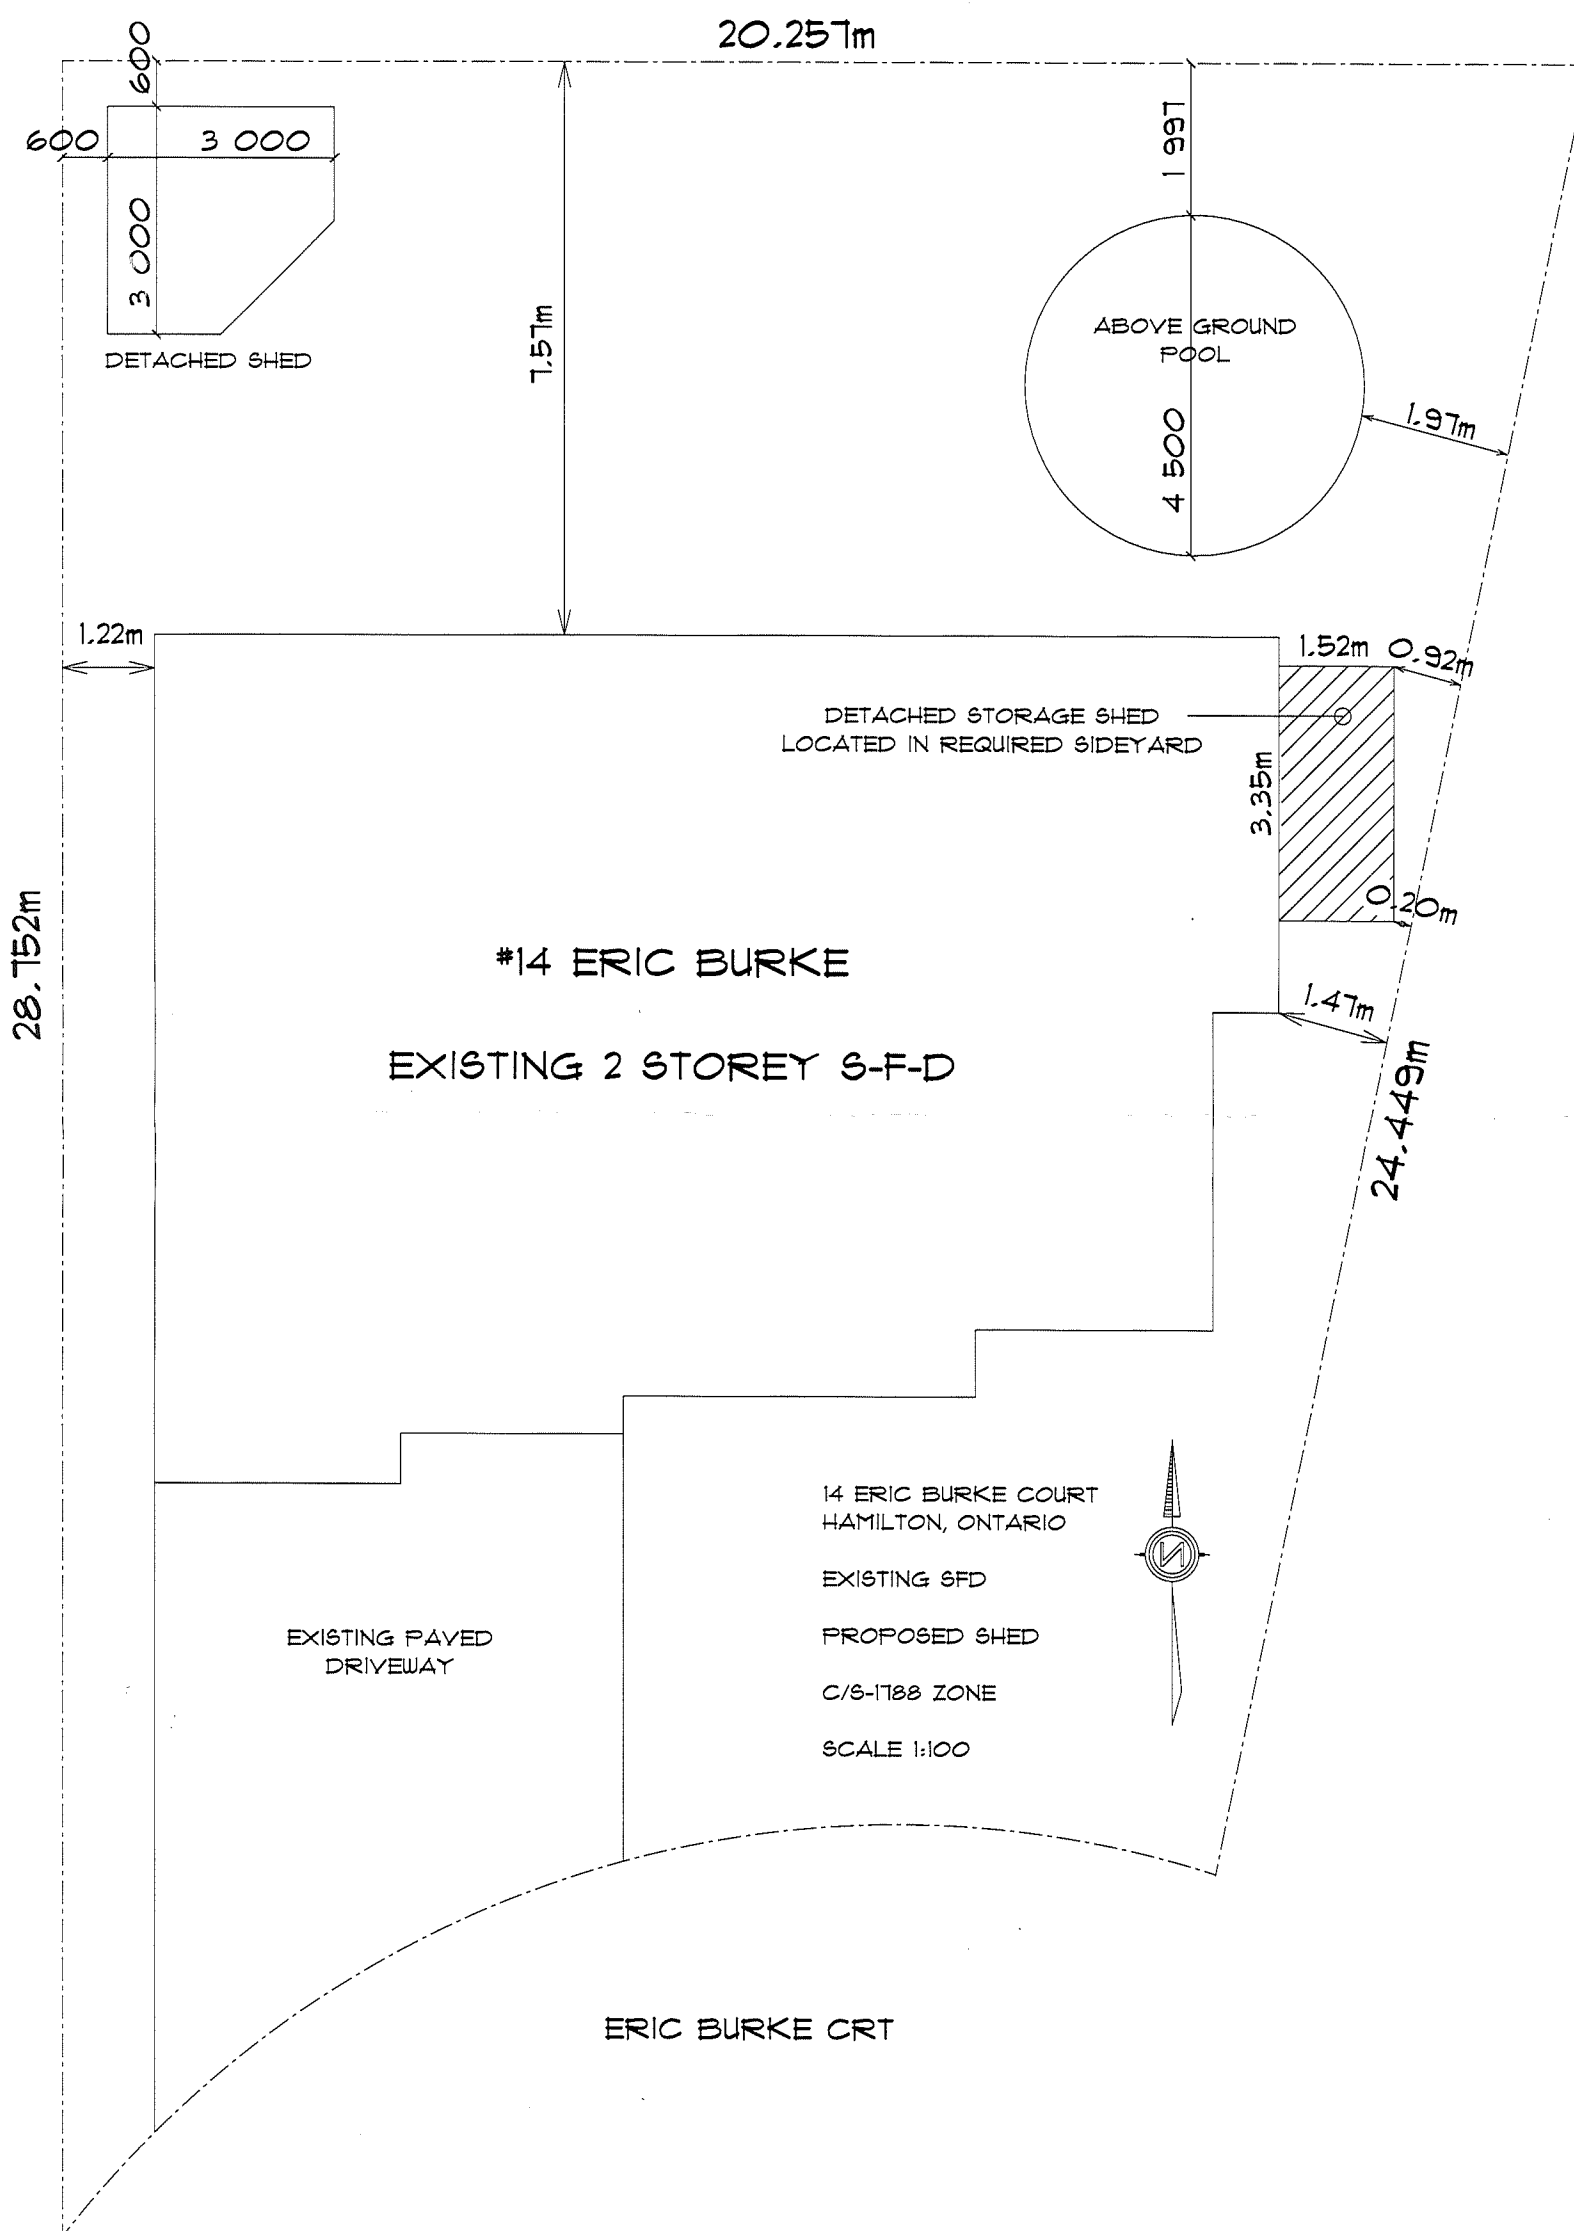 20.257m
600
600
3 000
3 000
DETACHED SHED
7.57m
1 997
ABOVE GROUND
POOL
4 500
1.97m
1.22m
1.52m
0.92m
DETACHED STORAGE SHED
LOCATED IN REQUIRED SIDEYARD
3.35m
0.20m
28.752m
#14 ERIC BURKE
1.47m
EXISTING 2 STOREY S-F-D
24.449m
14 ERIC BURKE COURT
HAMILTON, ONTARIO
EXISTING SFD
PROPOSED SHED
C/S-1788 ZONE
SCALE 1:100
N
EXISTING PAVED
DRIVEWAY
ERIC BURKE CRT